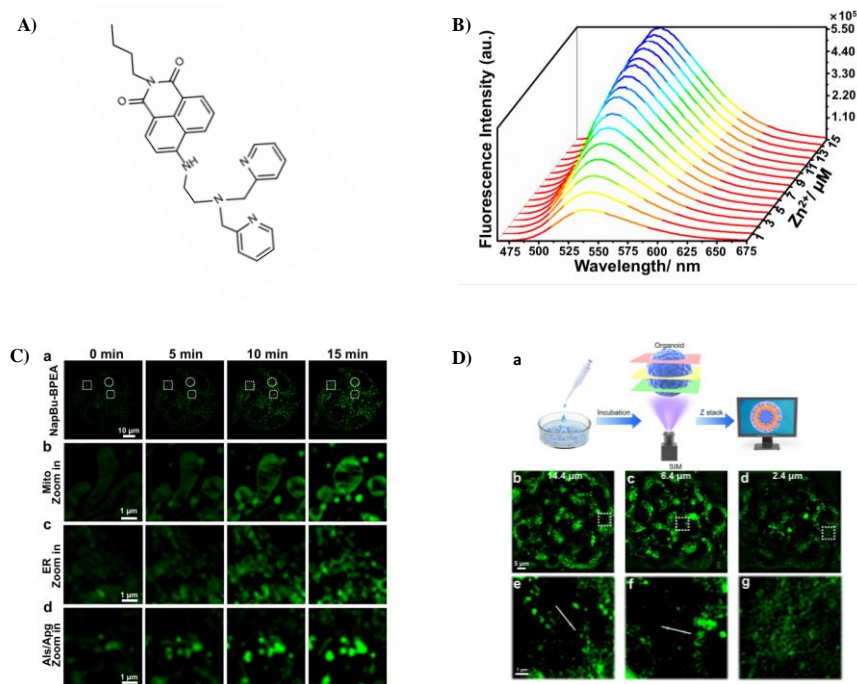 A)
N
O
O
NH
N
N
N
B)
Fluorescence Intensity (au.)
5.50 ×10⁵
4.40
3.30
2.20
1.10
475 500 525 550 575 600 625 650 675
Wavelength/ nm
1 3 5 7 9 11 13 15
Zn²⁺/ μM
C)
a
0 min 5 min 10 min 15 min
NapBu-BPEA
10 μm
b
Mito
Zoom in
1 μm
c
ER
Zoom in
1 μm
d
Als/Apg
Zoom in
1 μm
D)
a
Organoid
Incubation
Z stack
SIM
b 14.4 μm
c 6.4 μm
d 2.4 μm
5 μm
e
f
g
1 μm